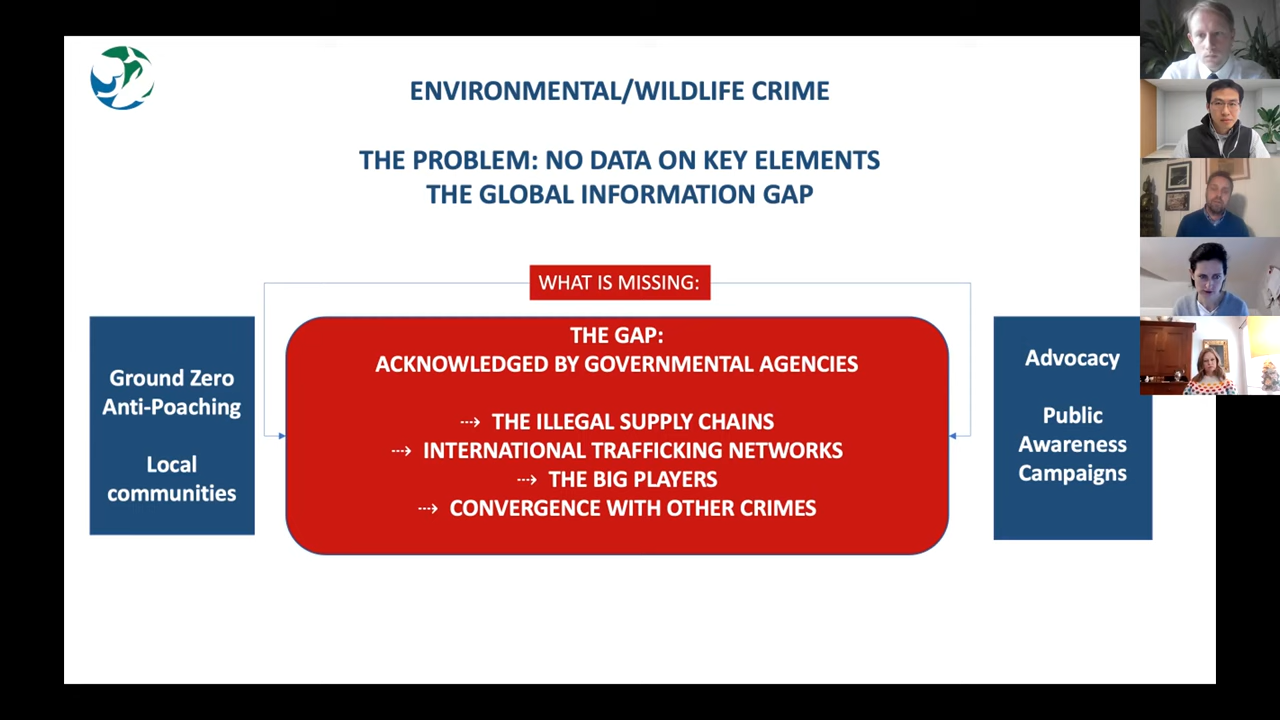 ENVIRONMENTAL/WILDLIFE CRIME
THE PROBLEM: NO DATA ON KEY ELEMENTS
THE GLOBAL INFORMATION GAP
WHAT IS MISSING:
Ground Zero
Anti-Poaching
Local
communities
THE GAP:
ACKNOWLEDGED BY GOVERNMENTAL AGENCIES
⇢ THE ILLEGAL SUPPLY CHAINS
⇢ INTERNATIONAL TRAFFICKING NETWORKS
⇢ THE BIG PLAYERS
⇢ CONVERGENCE WITH OTHER CRIMES
Advocacy
Public
Awareness
Campaigns